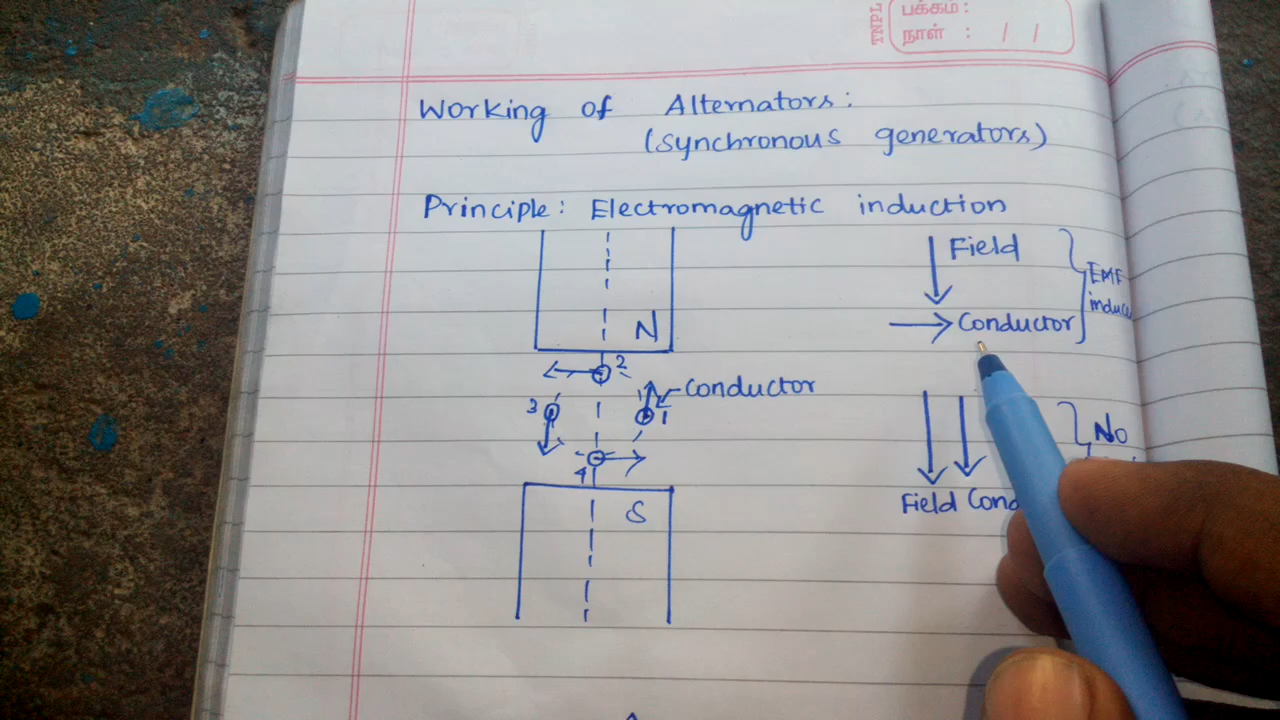 TNPL
பக்கம் :
நாள் : / /
Working of Alternators:
(Synchronous generators)
Principle: Electromagnetic induction
Field
EMF
N
Conductor
2
Conductor
3
1
No
4
Field
S